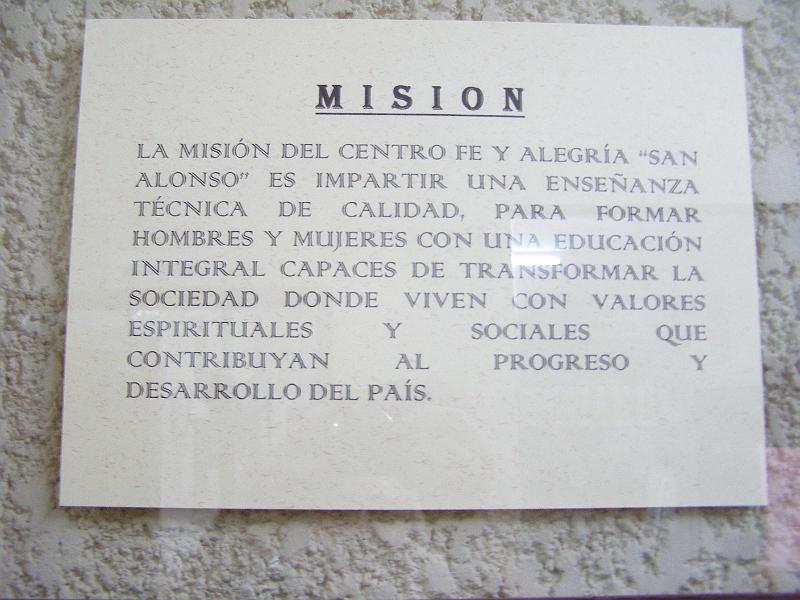 MISION
LA MISIÓN DEL CENTRO FE Y ALEGRÍA "SAN
ALONSO" ES IMPARTIR UNA ENSEÑANZA
TÉCNICA DE CALIDAD, PARA FORMAR
HOMBRES Y MUJERES CON UNA EDUCACIÓN
INTEGRAL CAPACES DE TRANSFORMAR LA
SOCIEDAD DONDE VIVEN CON VALORES
ESPIRITUALES Y SOCIALES QUE
CONTRIBUYAN AL PROGRESO Y
DESARROLLO DEL PAÍS.